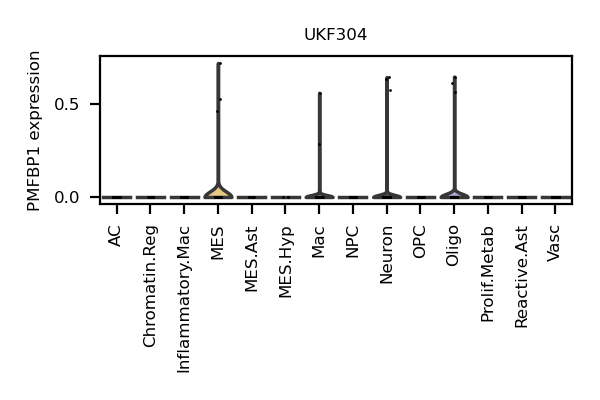 UKF304
PMFBP1 expression
0.5
0.0
AC
Chromatin.Reg
Inflammatory.Mac
MES
MES.Ast
MES.Hyp
Mac
NPC
Neuron
OPC
Oligo
Prolif.Metab
Reactive.Ast
Vasc